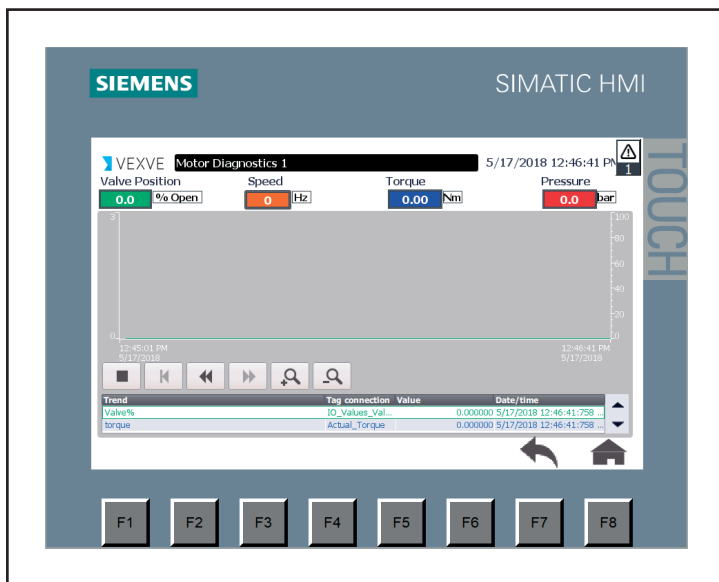 SIEMENS
SIMATIC HMI
TOUCH
VEXVE Motor Diagnostics 1 5/17/2018 12:46:41 PM
1
Valve Position Speed Torque Pressure
0.0 % Open 0 Hz 0.00 Nm 0.0 bar
3 100
80
60
40
20
0 0
12:45:01 PM 12:46:41 PM
5/17/2018 5/17/2018
Trend Tag connection Value Date/time
Valve% IO_Values_Val... 0.000000 5/17/2018 12:46:41:758 ...
torque Actual_Torque 0.000000 5/17/2018 12:46:41:758 ...
F1 F2 F3 F4 F5 F6 F7 F8